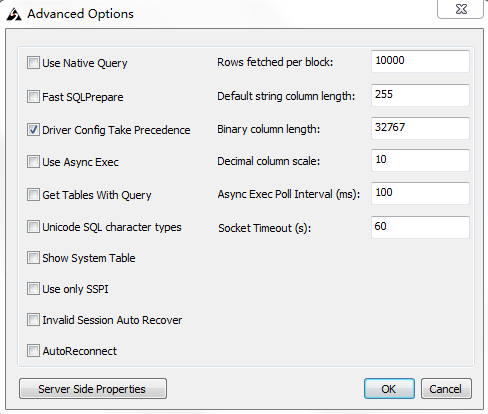 Advanced Options
Use Native Query
Rows fetched per block: 10000
Fast SQLPrepare
Default string column length: 255
Driver Config Take Precedence
Binary column length: 32767
Use Async Exec
Decimal column scale: 10
Get Tables With Query
Async Exec Poll Interval (ms): 100
Unicode SQL character types
Socket Timeout (s): 60
Show System Table
Use only SSPI
Invalid Session Auto Recover
AutoReconnect
Server Side Properties
OK
Cancel